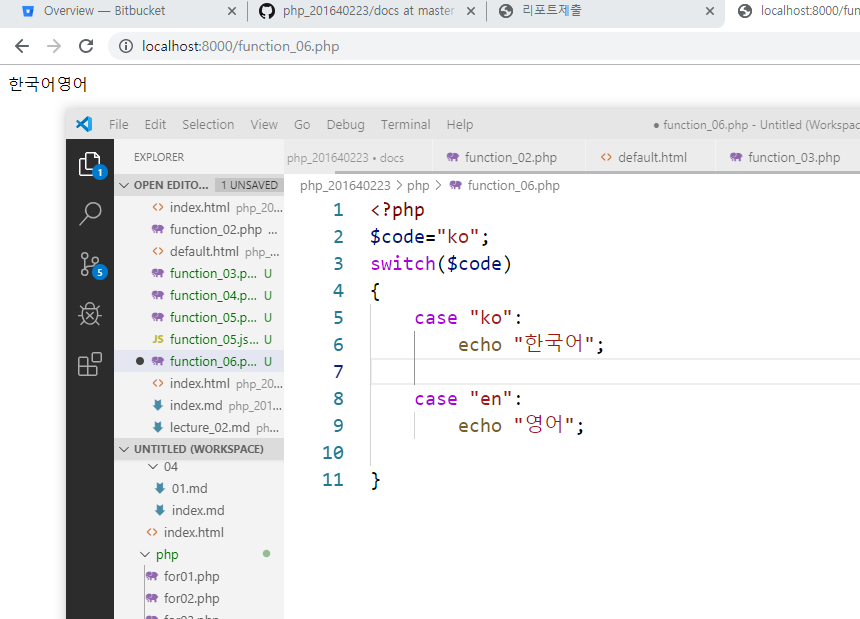 Overview — Bitbucket
php_201640223/docs at master
리포트제출
localhost:8000/fun
localhost:8000/function_06.php
한국어영어
File Edit Selection View Go Debug Terminal Help
● function_06.php - Untitled (Workspac
EXPLORER
php_201640223 • docs
function_02.php
default.html
function_03.php
OPEN EDITO... 1 UNSAVED
index.html php_20...
function_02.php ...
default.html php_...
function_03.p... U
function_04.p... U
function_05.p... U
JS function_05.js... U
● function_06.p... U
index.html php_20...
index.md php_201...
lecture_02.md ph...
UNTITLED (WORKSPACE)
04
01.md
index.md
index.html
php
for01.php
for02.php
1
5
php_201640223 > php > function_06.php
1 <?php
2 $code="ko";
3 switch($code)
4 {
5 case "ko":
6 echo "한국어";
7
8 case "en":
9 echo "영어";
10
11 }